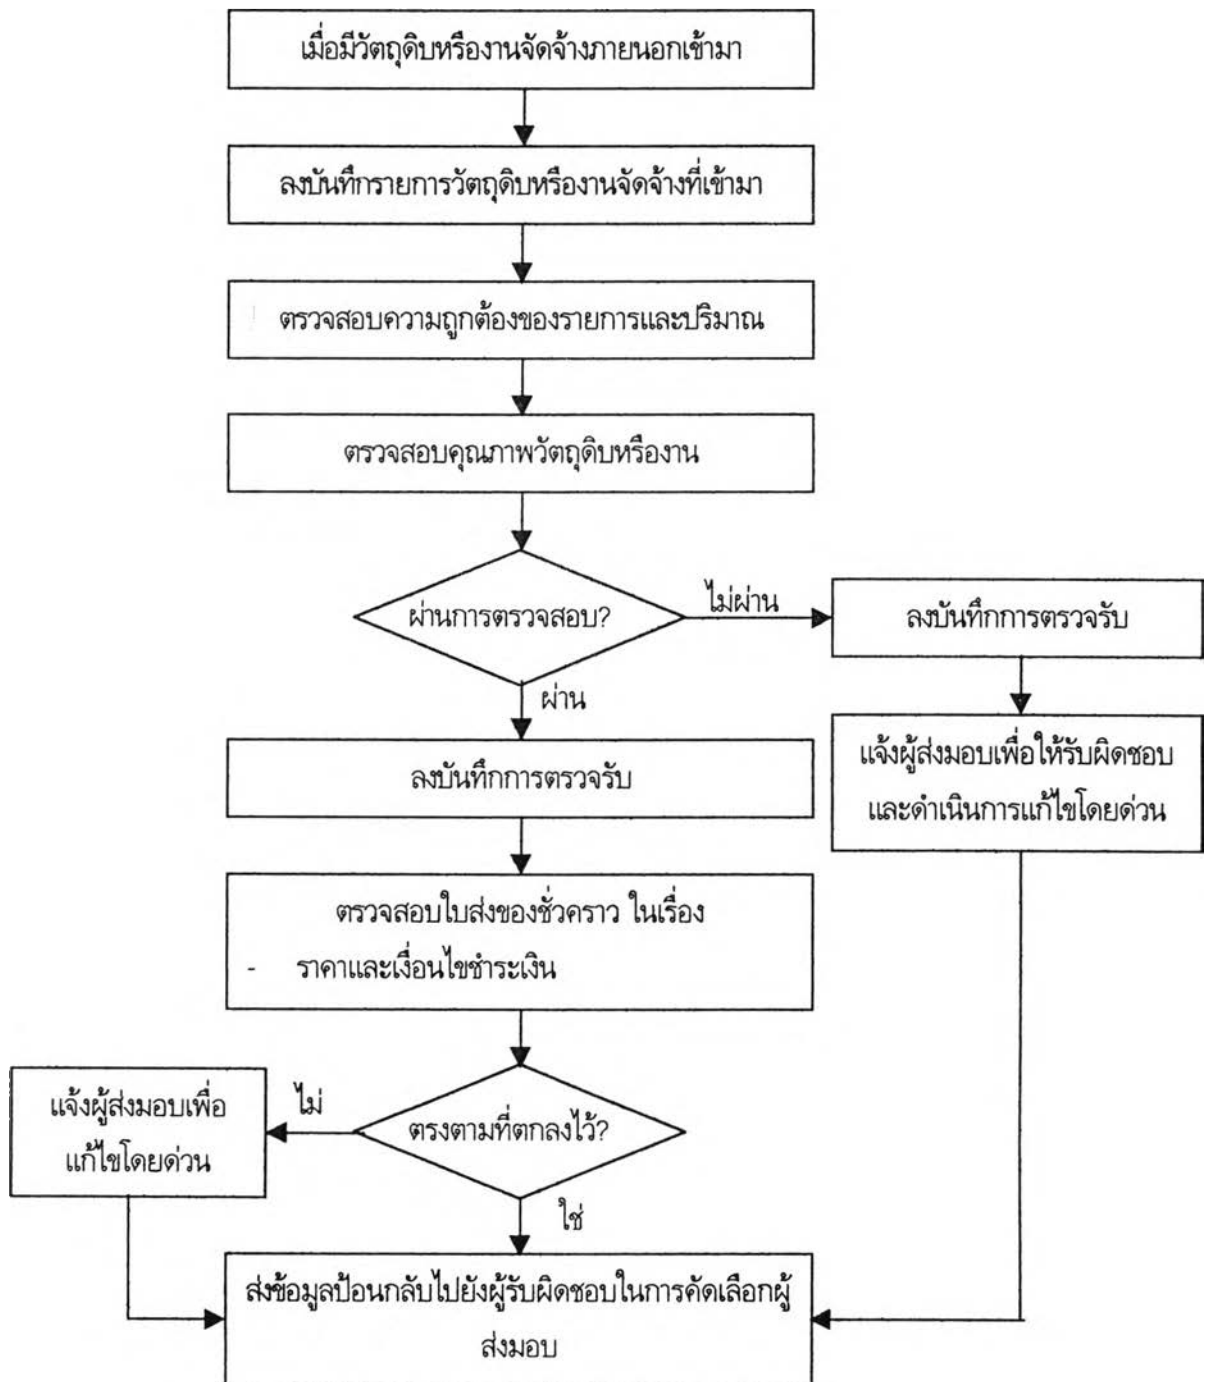 เมื่อมีวัตถุดิบหรืองานจัดจ้างภายนอกเข้ามา
ลงบันทึกรายการวัตถุดิบหรืองานจัดจ้างที่เข้ามา
ตรวจสอบความถูกต้องของรายการและปริมาณ
ตรวจสอบคุณภาพวัตถุดิบหรืองาน
ผ่านการตรวจสอบ?
ไม่ผ่าน
ลงบันทึกการตรวจรับ
แจ้งผู้ส่งมอบเพื่อให้รับผิดชอบ
และดำเนินการแก้ไขโดยด่วน
ผ่าน
ลงบันทึกการตรวจรับ
ตรวจสอบใบส่งของชั่วคราว ในเรื่อง
- ราคาและเงื่อนไขชำระเงิน
ตรงตามที่ตกลงไว้?
ไม่
แจ้งผู้ส่งมอบเพื่อ
แก้ไขโดยด่วน
ใช่
ส่งข้อมูลป้อนกลับไปยังผู้รับผิดชอบในการคัดเลือกผู้
ส่งมอบ